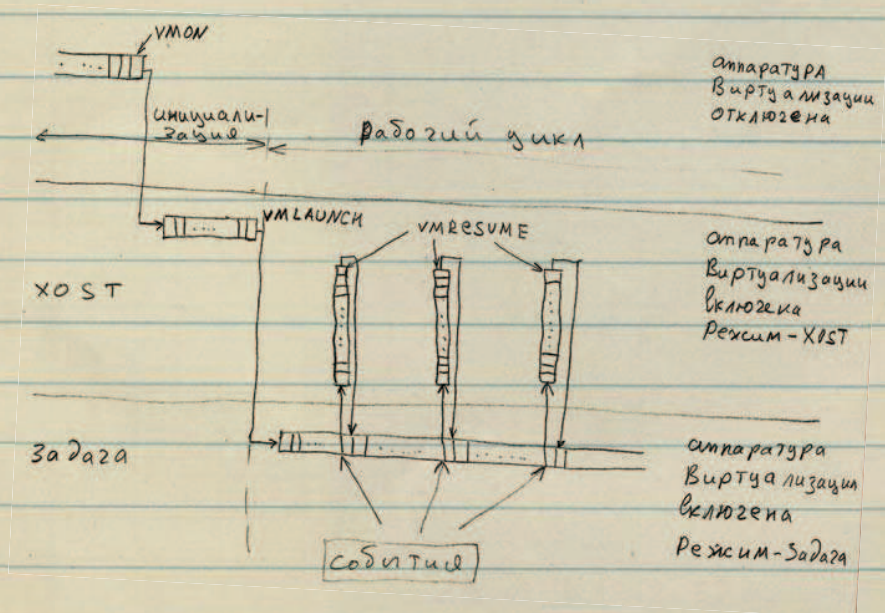 VMON
аппаратура
Виртуализации
отключена
инициали-
зация
рабочий цикл
VMLAUNCH
VMRESUME
аппаратура
Виртуализации
включена
Режим-ХОST
ХОST
Задача
аппаратура
Виртуализации
включена
Режим-Задача
события